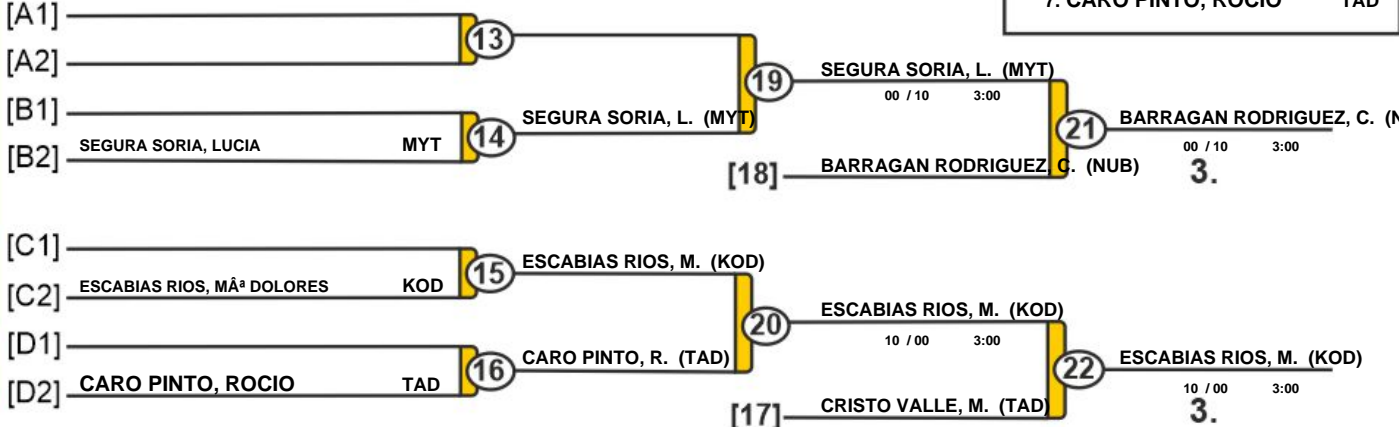 7. CARO PINTO, ROCIO TAD
[A1]
13
[A2]
19
SEGURA SORIA, L. (MYT)
00 / 10 3:00
[B1]
SEGURA SORIA, L. (MYT)
21
BARRAGAN RODRIGUEZ, C. (N
00 / 10 3:00
3.
[B2] SEGURA SORIA, LUCIA MYT
14
[18] BARRAGAN RODRIGUEZ, C. (NUB)
[C1]
15
ESCABIAS RIOS, M. (KOD)
[C2] ESCABIAS RIOS, MÂª DOLORES KOD
20
ESCABIAS RIOS, M. (KOD)
10 / 00 3:00
[D1]
CARO PINTO, R. (TAD)
22
ESCABIAS RIOS, M. (KOD)
10 / 00 3:00
3.
[D2] CARO PINTO, ROCIO TAD
16
[17] CRISTO VALLE, M. (TAD)